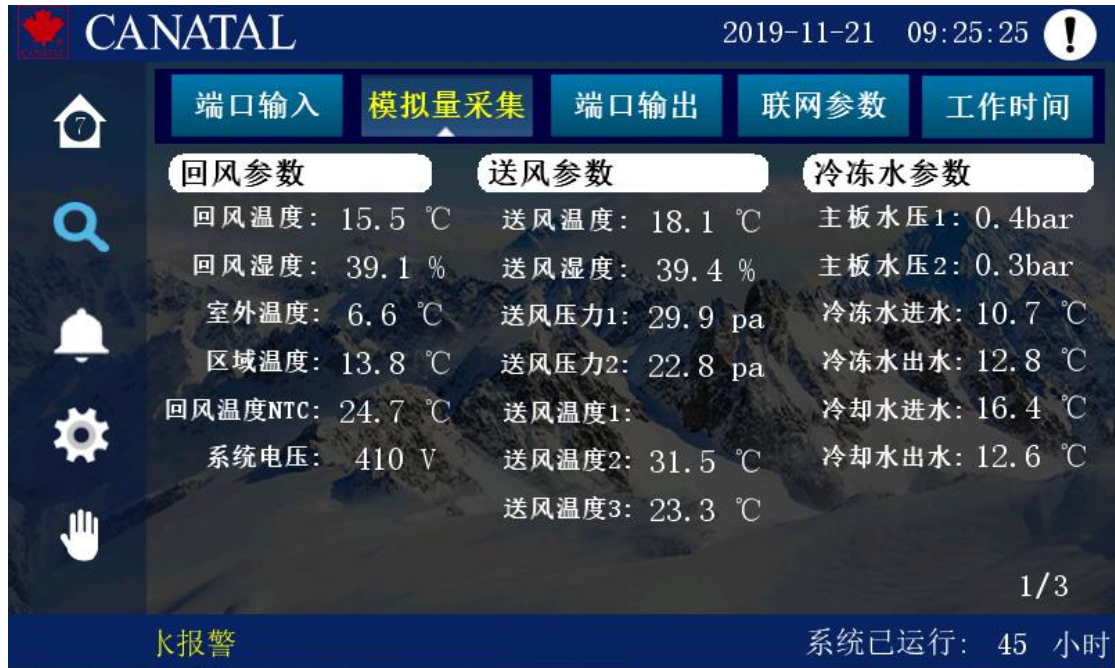 CANATAL
CANATAL
2019-11-21 09:25:25
端口输入 模拟量采集 端口输出 联网参数 工作时间
7
回风参数 送风参数 冷冻水参数
回风温度: 15.5 ℃ 送风温度: 18.1 ℃ 主板水压1: 0.4bar
回风湿度: 39.1 % 送风湿度: 39.4 % 主板水压2: 0.3bar
室外温度: 6.6 ℃ 送风压力1: 29.9 pa 冷冻水进水: 10.7 ℃
区域温度: 13.8 ℃ 送风压力2: 22.8 pa 冷冻水出水: 12.8 ℃
回风温度NTC: 24.7 ℃ 送风温度1: 冷却水进水: 16.4 ℃
系统电压: 410 V 送风温度2: 31.5 ℃ 冷却水出水: 12.6 ℃
送风温度3: 23.3 ℃
1/3
报警 系统已运行: 45 小时